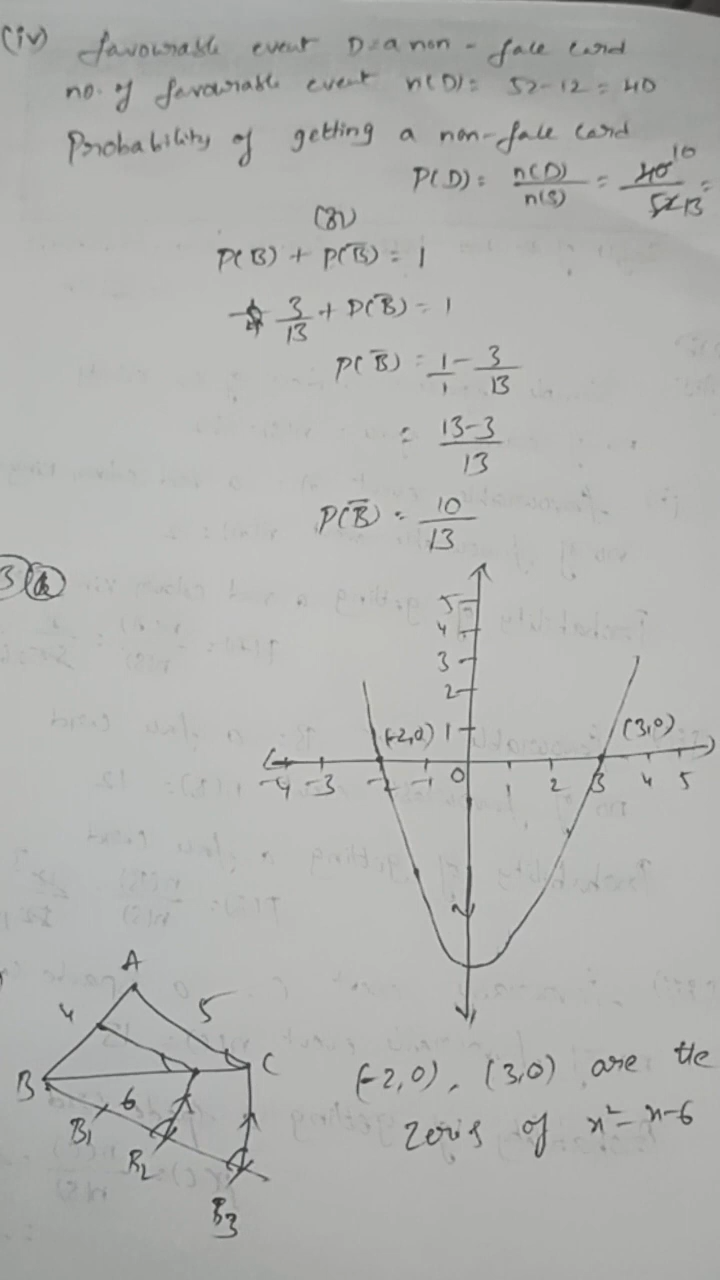 (iv) favourable event D = a non-face card
no. of favourable event n(D) = 52-12 = 40
Probability of getting a non-face card
P(D) = n(D)/n(S) = 40 10/52 13 =
(or)
P(B) + P(B̅) = 1
3/13 + P(B̅) = 1
P(B̅) = 1/1 - 3/13
= 13-3/13
P(B̅) = 10/13
3
5
4
3
2
(-2,0) 1 (3,0)
-4 -3 -2 -1 0 1 2 3 4 5
A
4 5
B 6 C
B1 B2 B3
(-2,0), (3,0) are the
zeros of x²-x-6